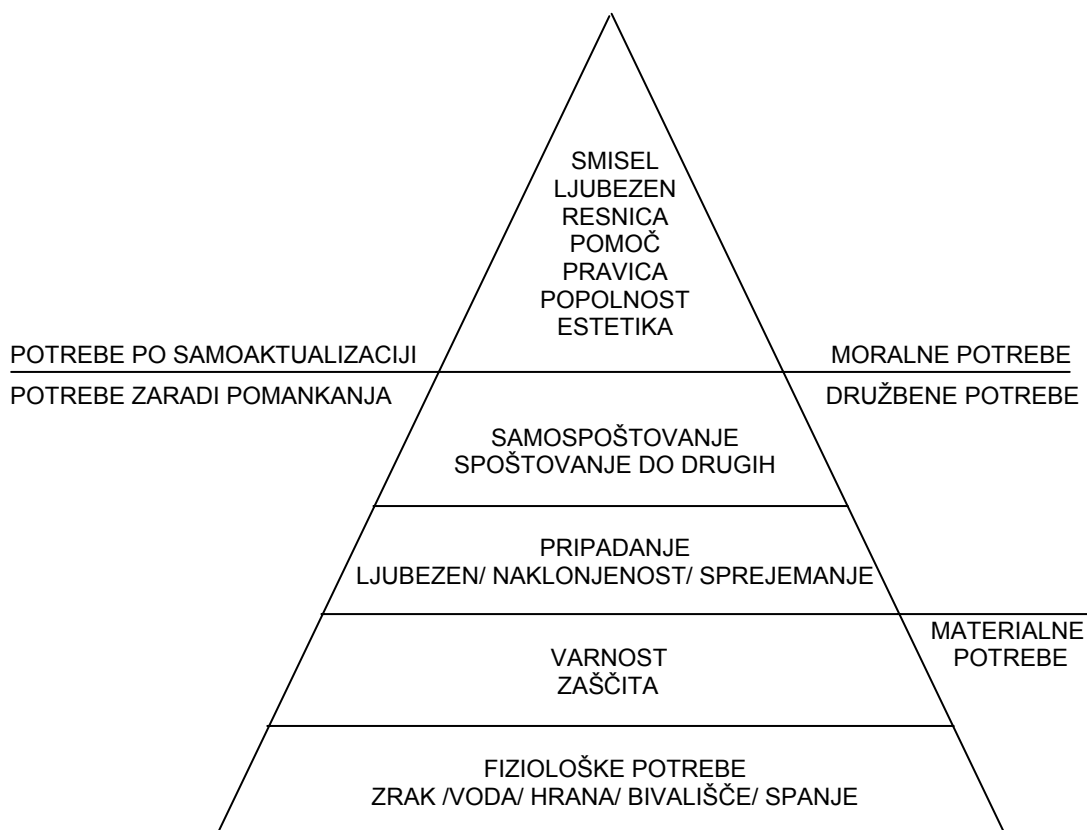 SMISEL
LJUBEZEN
RESNICA
POMOČ
PRAVICA
POPOLNOST
ESTETIKA
POTREBE PO SAMOAKTUALIZACIJI
MORALNE POTREBE
POTREBE ZARADI POMANKANJA
DRUŽBENE POTREBE
SAMOSPOŠTOVANJE
SPOŠTOVANJE DO DRUGIH
PRIPADANJE
LJUBEZEN/ NAKLONJENOST/ SPREJEMANJE
MATERIALNE
POTREBE
VARNOST
ZAŠČITA
FIZIOLOŠKE POTREBE
ZRAK /VODA/ HRANA/ BIVALIŠČE/ SPANJE